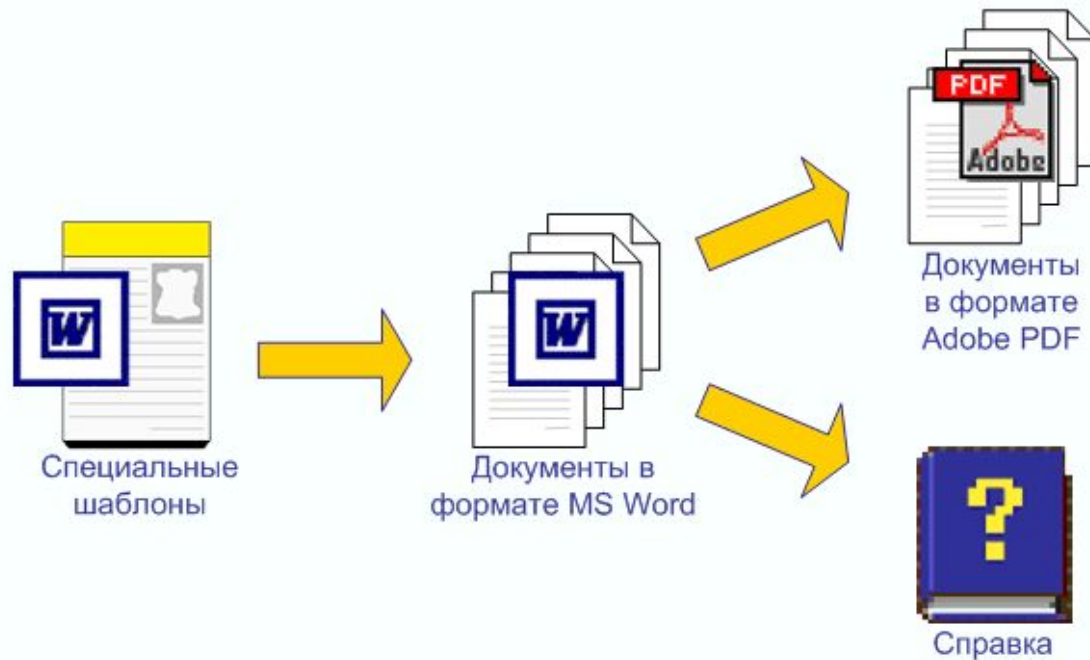 PDF
Adobe
Документы
в формате
Adobe PDF
W
Специальные
шаблоны
W
Документы в
формате MS Word
?
Справка